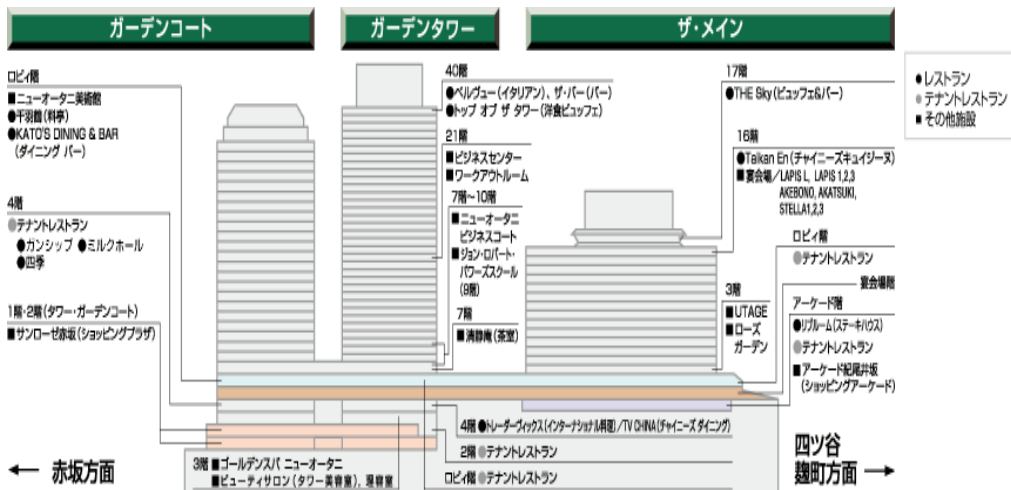 ガーデンコート
ガーデンタワー
ザ・メイン
ロビィ階
■ニューオータニ美術館
●千羽鶴(料亭)
●KATO'S DINING & BAR
(ダイニング バー)
4階
●テナントレストラン
●ガンシップ ●ミルクホール
●四季
1階・2階(タワー・ガーデンコート)
■サンローゼ赤坂(ショッピングプラザ)
40階
●ベルヴュー(イタリアン)、ザ・バー(バー)
●トップ オブ ザ タワー(洋食ビュッフェ)
21階
■ビジネスセンター
■ワークアウトルーム
7階〜10階
■ニューオータニ
ビジネスコート
■ジョン・ロバート・
パワーズスクール
(9階)
7階
■清静庵(茶室)
17階
●THE Sky(ビュッフェ&バー)
16階
●Taikan En(チャイニーズキュイジーヌ)
■宴会場/LAPIS L, LAPIS 1,2,3
AKEBONO, AKATSUKI,
STELLA1,2,3
ロビィ階
●テナントレストラン
宴会場階
3階
■UTAGE
■ローズ
ガーデン
アーケード階
●リブルーム(ステーキハウス)
●テナントレストラン
■アーケード紀尾井坂
(ショッピングアーケード)
●レストラン
●テナントレストラン
■その他施設
4階●トレーダーヴィックス(インターナショナル料理)/TV CHINA(チャイニーズ ダイニング)
2階●テナントレストラン
ロビィ階●テナントレストラン
3階■ゴールデンスパ ニューオータニ
■ビューティサロン(タワー美容室)、理容室
← 赤坂方面
四ツ谷
麹町方面 →